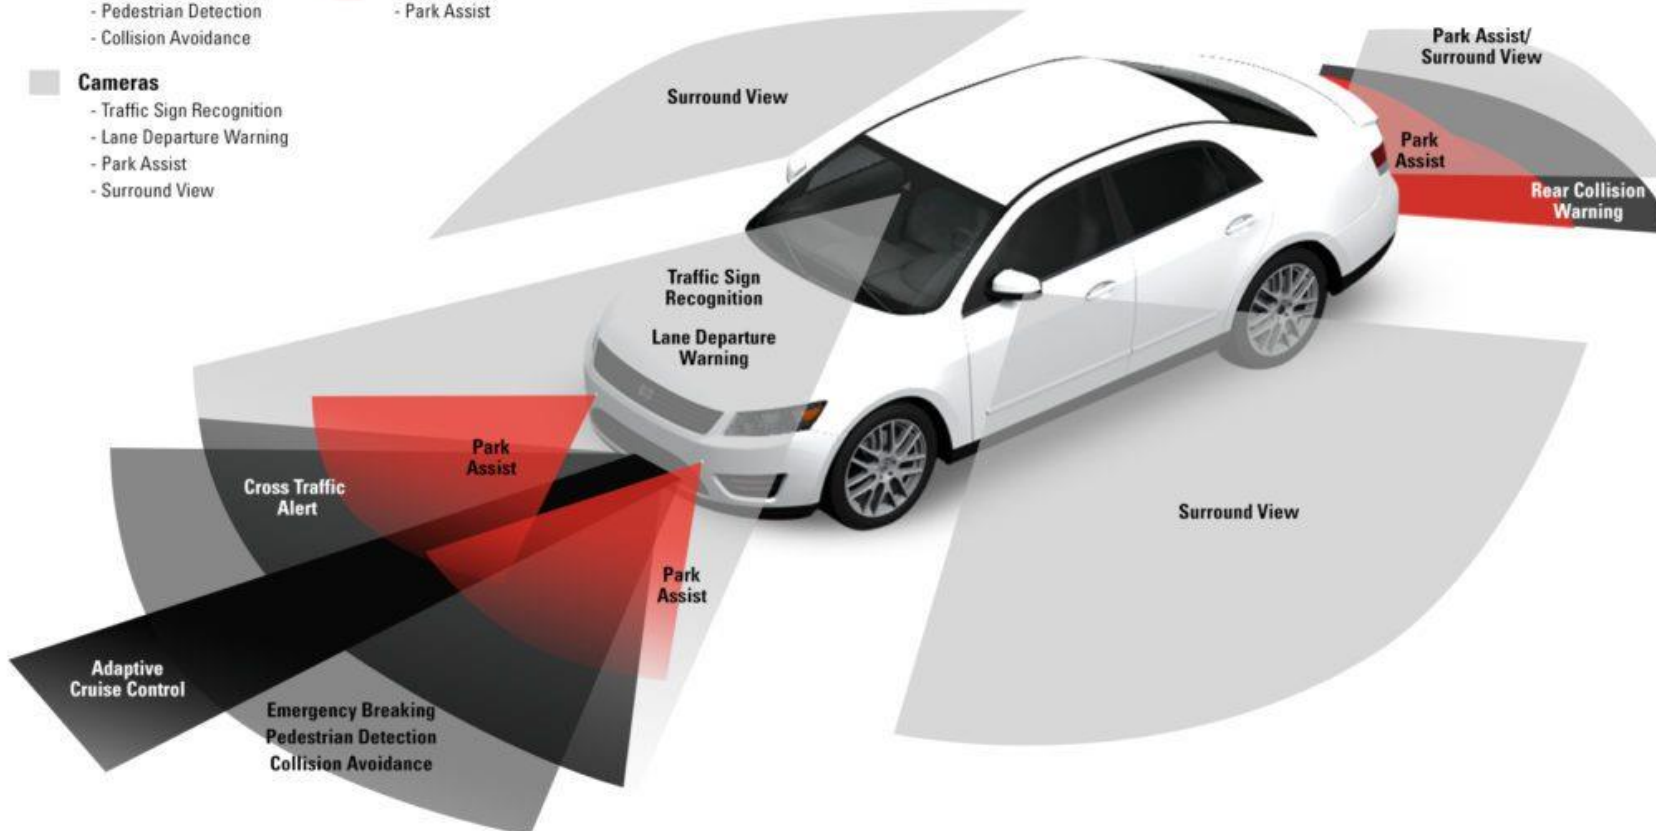 - Pedestrian Detection
- Collision Avoidance
- Park Assist
Cameras
- Traffic Sign Recognition
- Lane Departure Warning
- Park Assist
- Surround View
Surround View
Park Assist/
Surround View
Park
Assist
Rear Collision
Warning
Traffic Sign
Recognition
Lane Departure
Warning
Park
Assist
Cross Traffic
Alert
Surround View
Park
Assist
Adaptive
Cruise Control
Emergency Breaking
Pedestrian Detection
Collision Avoidance